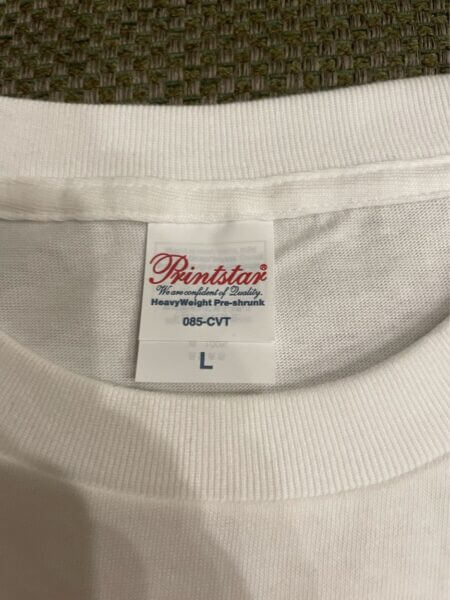 Printstar®
We are confident of Quality.
HeavyWeight Pre-shrunk
085-CVT
L